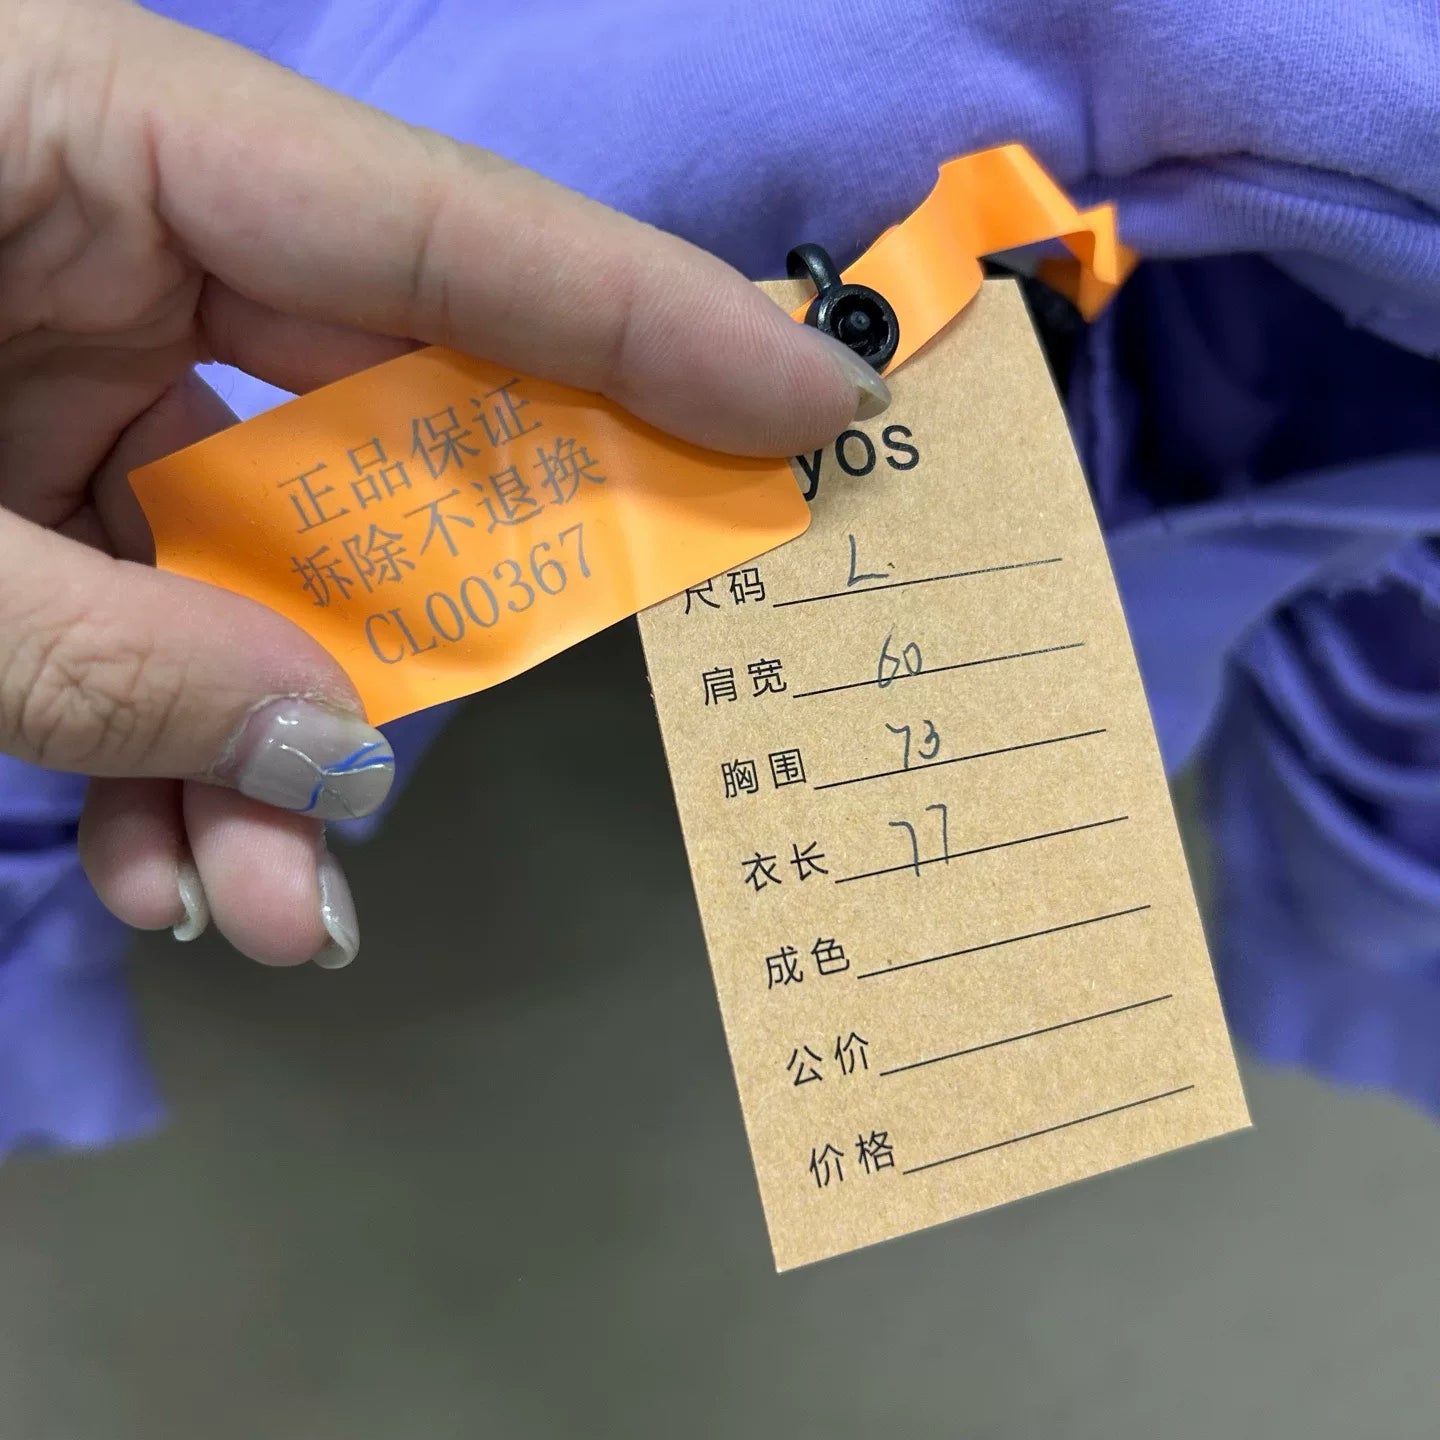 正品保证
拆除不退换
CL00367
yos
尺码 L
肩宽 60
胸围 73
衣长 77
成色
公价
价格